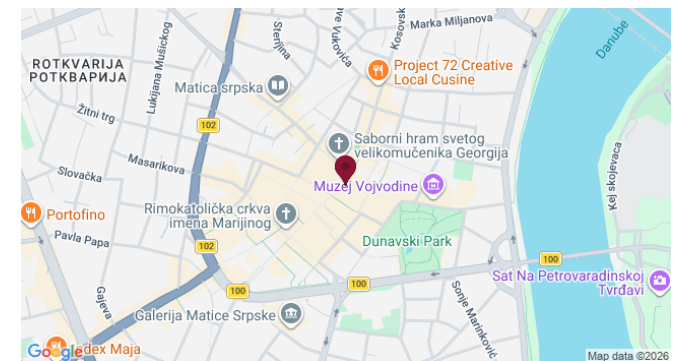 Marka Miljanova
Sterijina
ve Vukovića
Kosovsk
Danube
ROTKVARIJA
РОТКВАРИЈА
Lukijana Mušickog
Project 72 Creative
Local Cusine
Matica srpska
Žitni trg
102
Saborni hram svetog
velikomučenika Georgija
Kej skojevaca
Masarikova
Slovačka
Muzej Vojvodine
Portofino
Rimokatolička crkva
imena Marijinog
Pavla Papa
102
Dunavski Park
100
Gajeva
100
100
Sat Na Petrovaradinskoj
Tvrđavi
Sonje Marinković
Galerija Matice Srpske
Google
ndex Maja
Map data ©2026